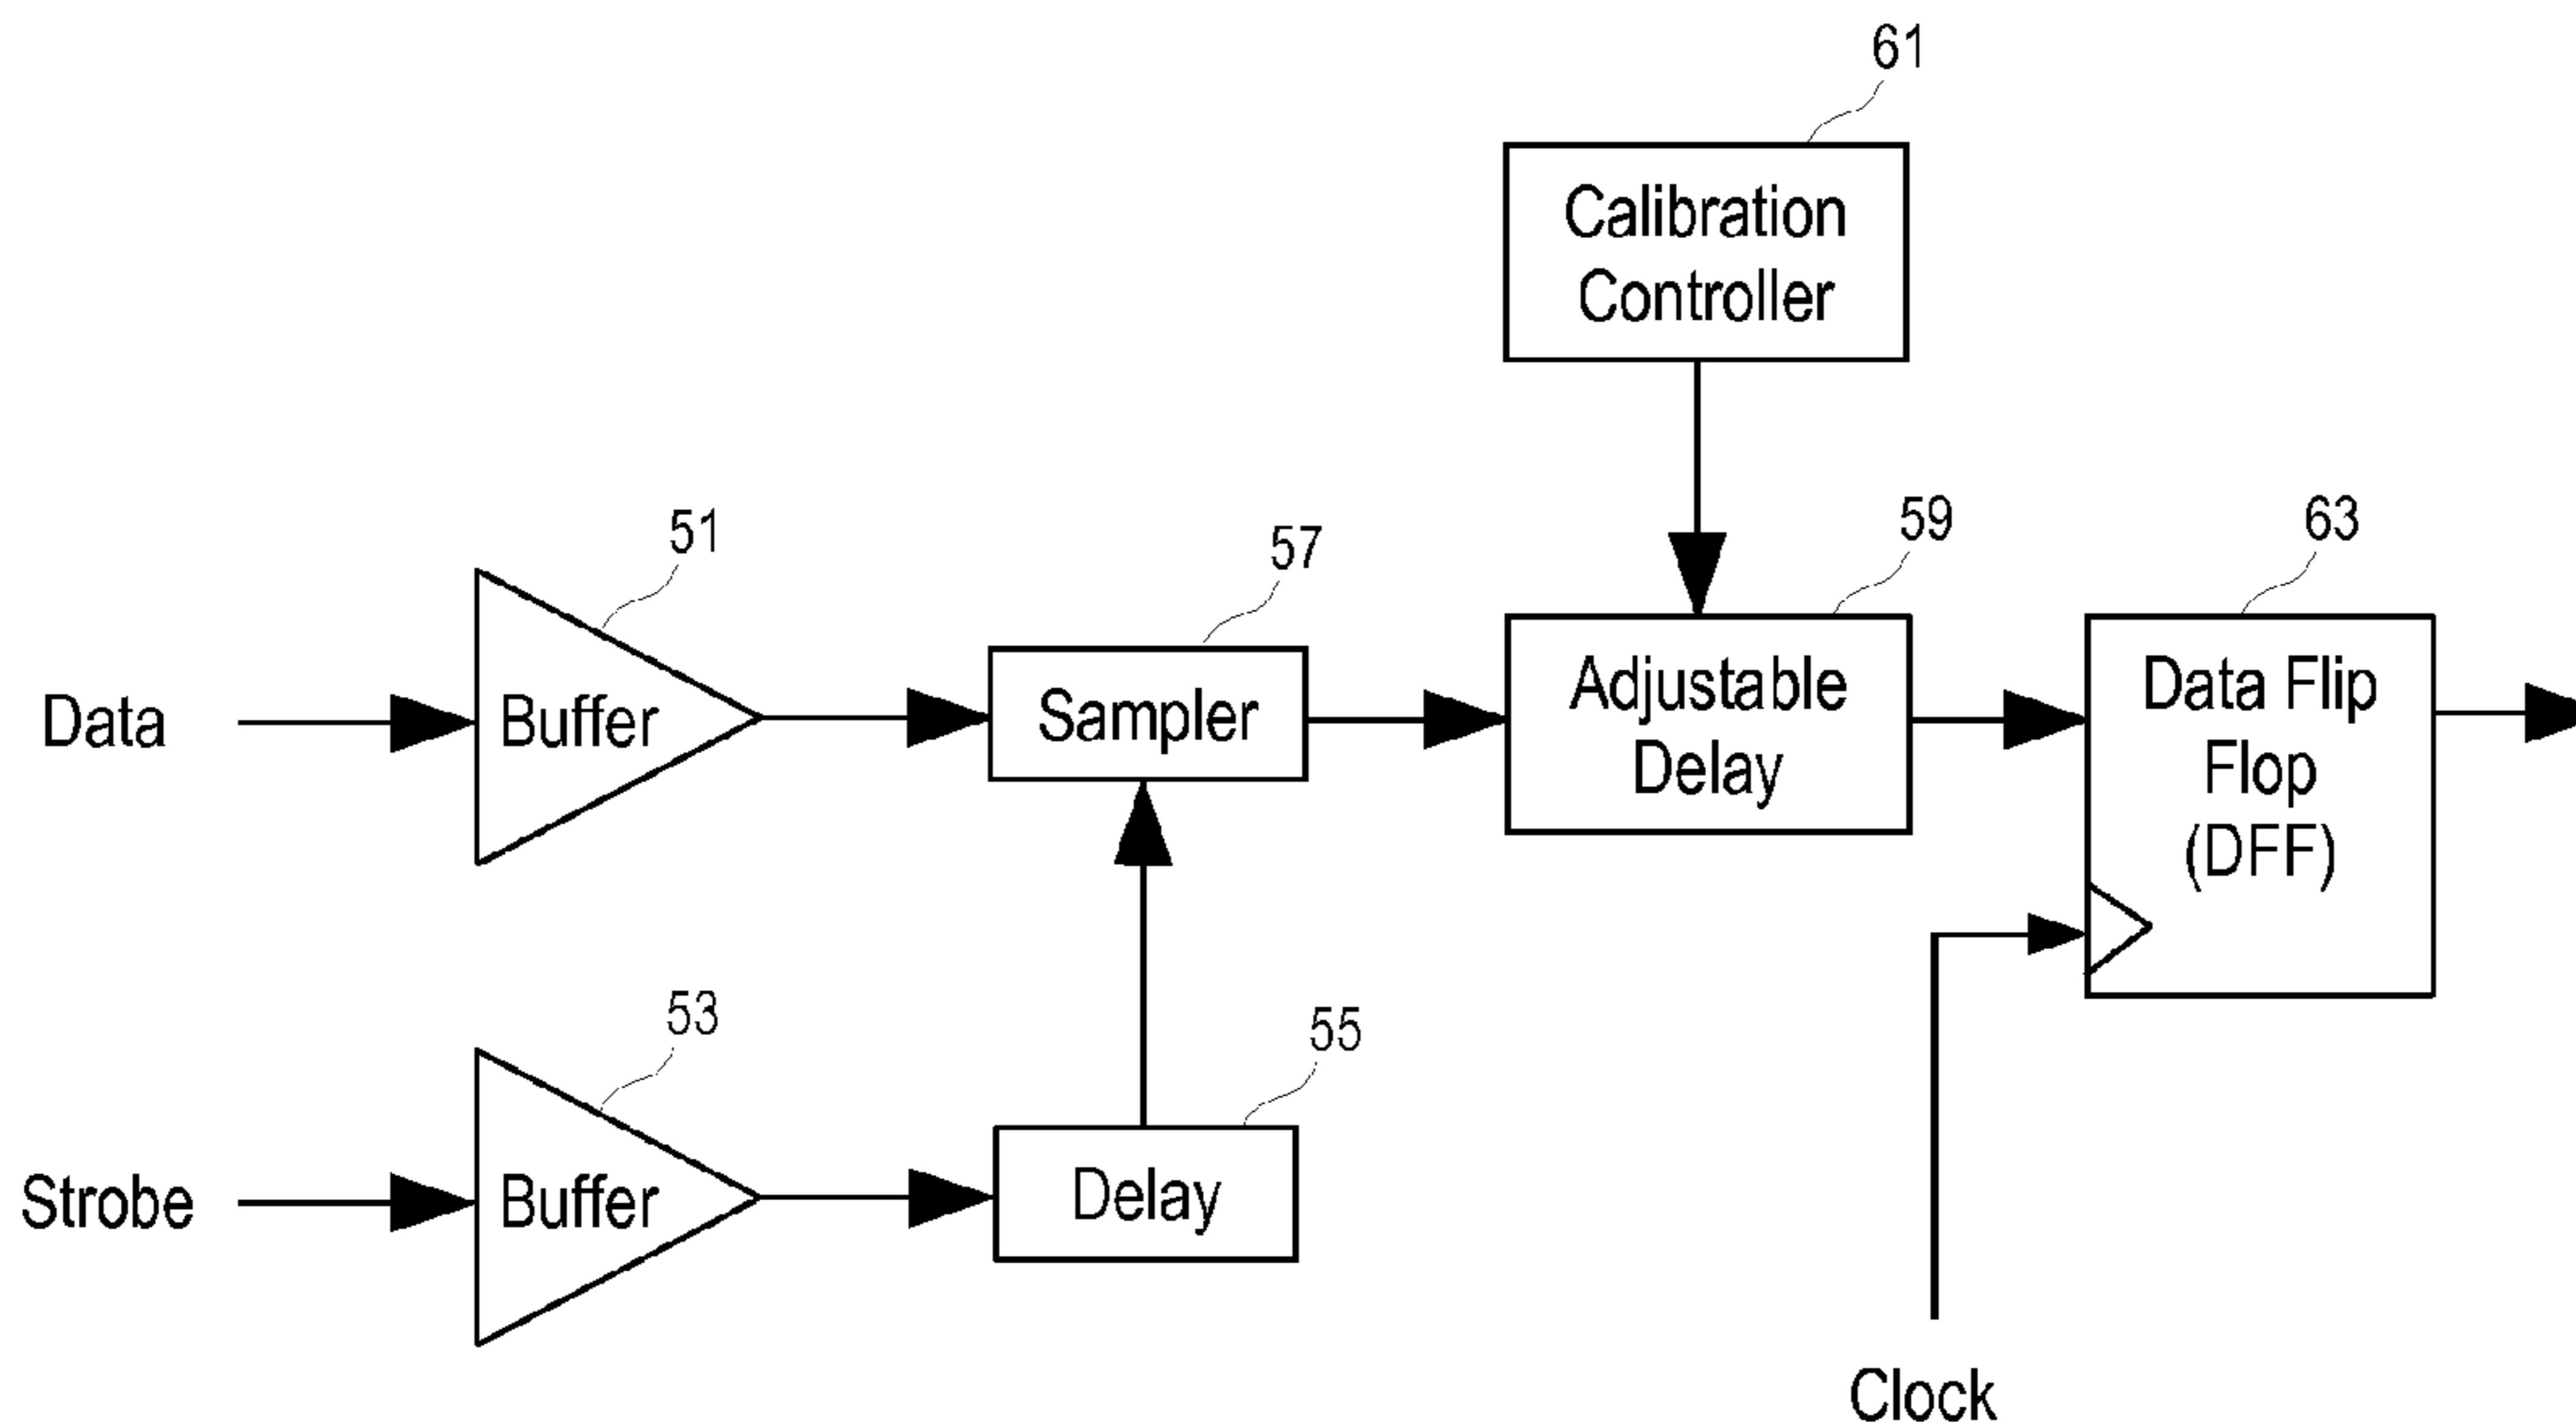 61
Calibration
Controller
51
57
59
63
Data
Buffer
Sampler
Adjustable
Delay
Data Flip
Flop
(DFF)
53
55
Strobe
Buffer
Delay
Clock